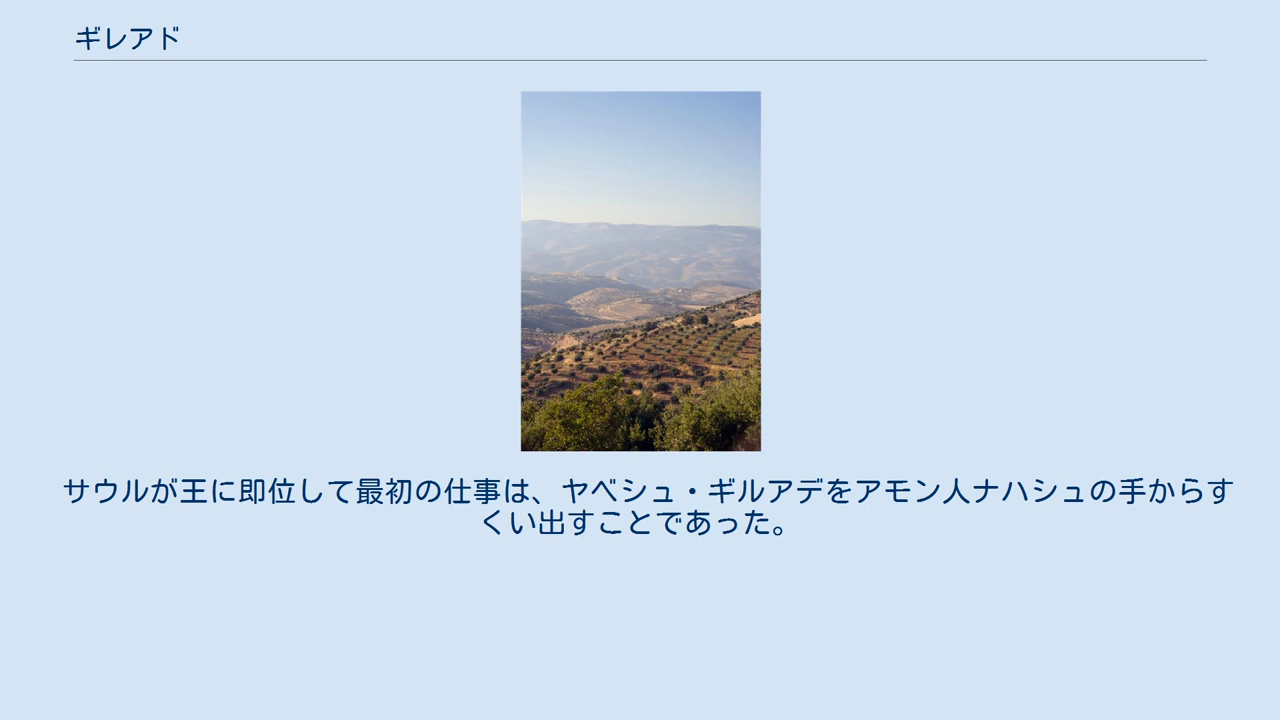 ギレアド
サウルが王に即位して最初の仕事は、ヤベシュ・ギルアデをアモン人ナハシュの手からす
くい出すことであった。